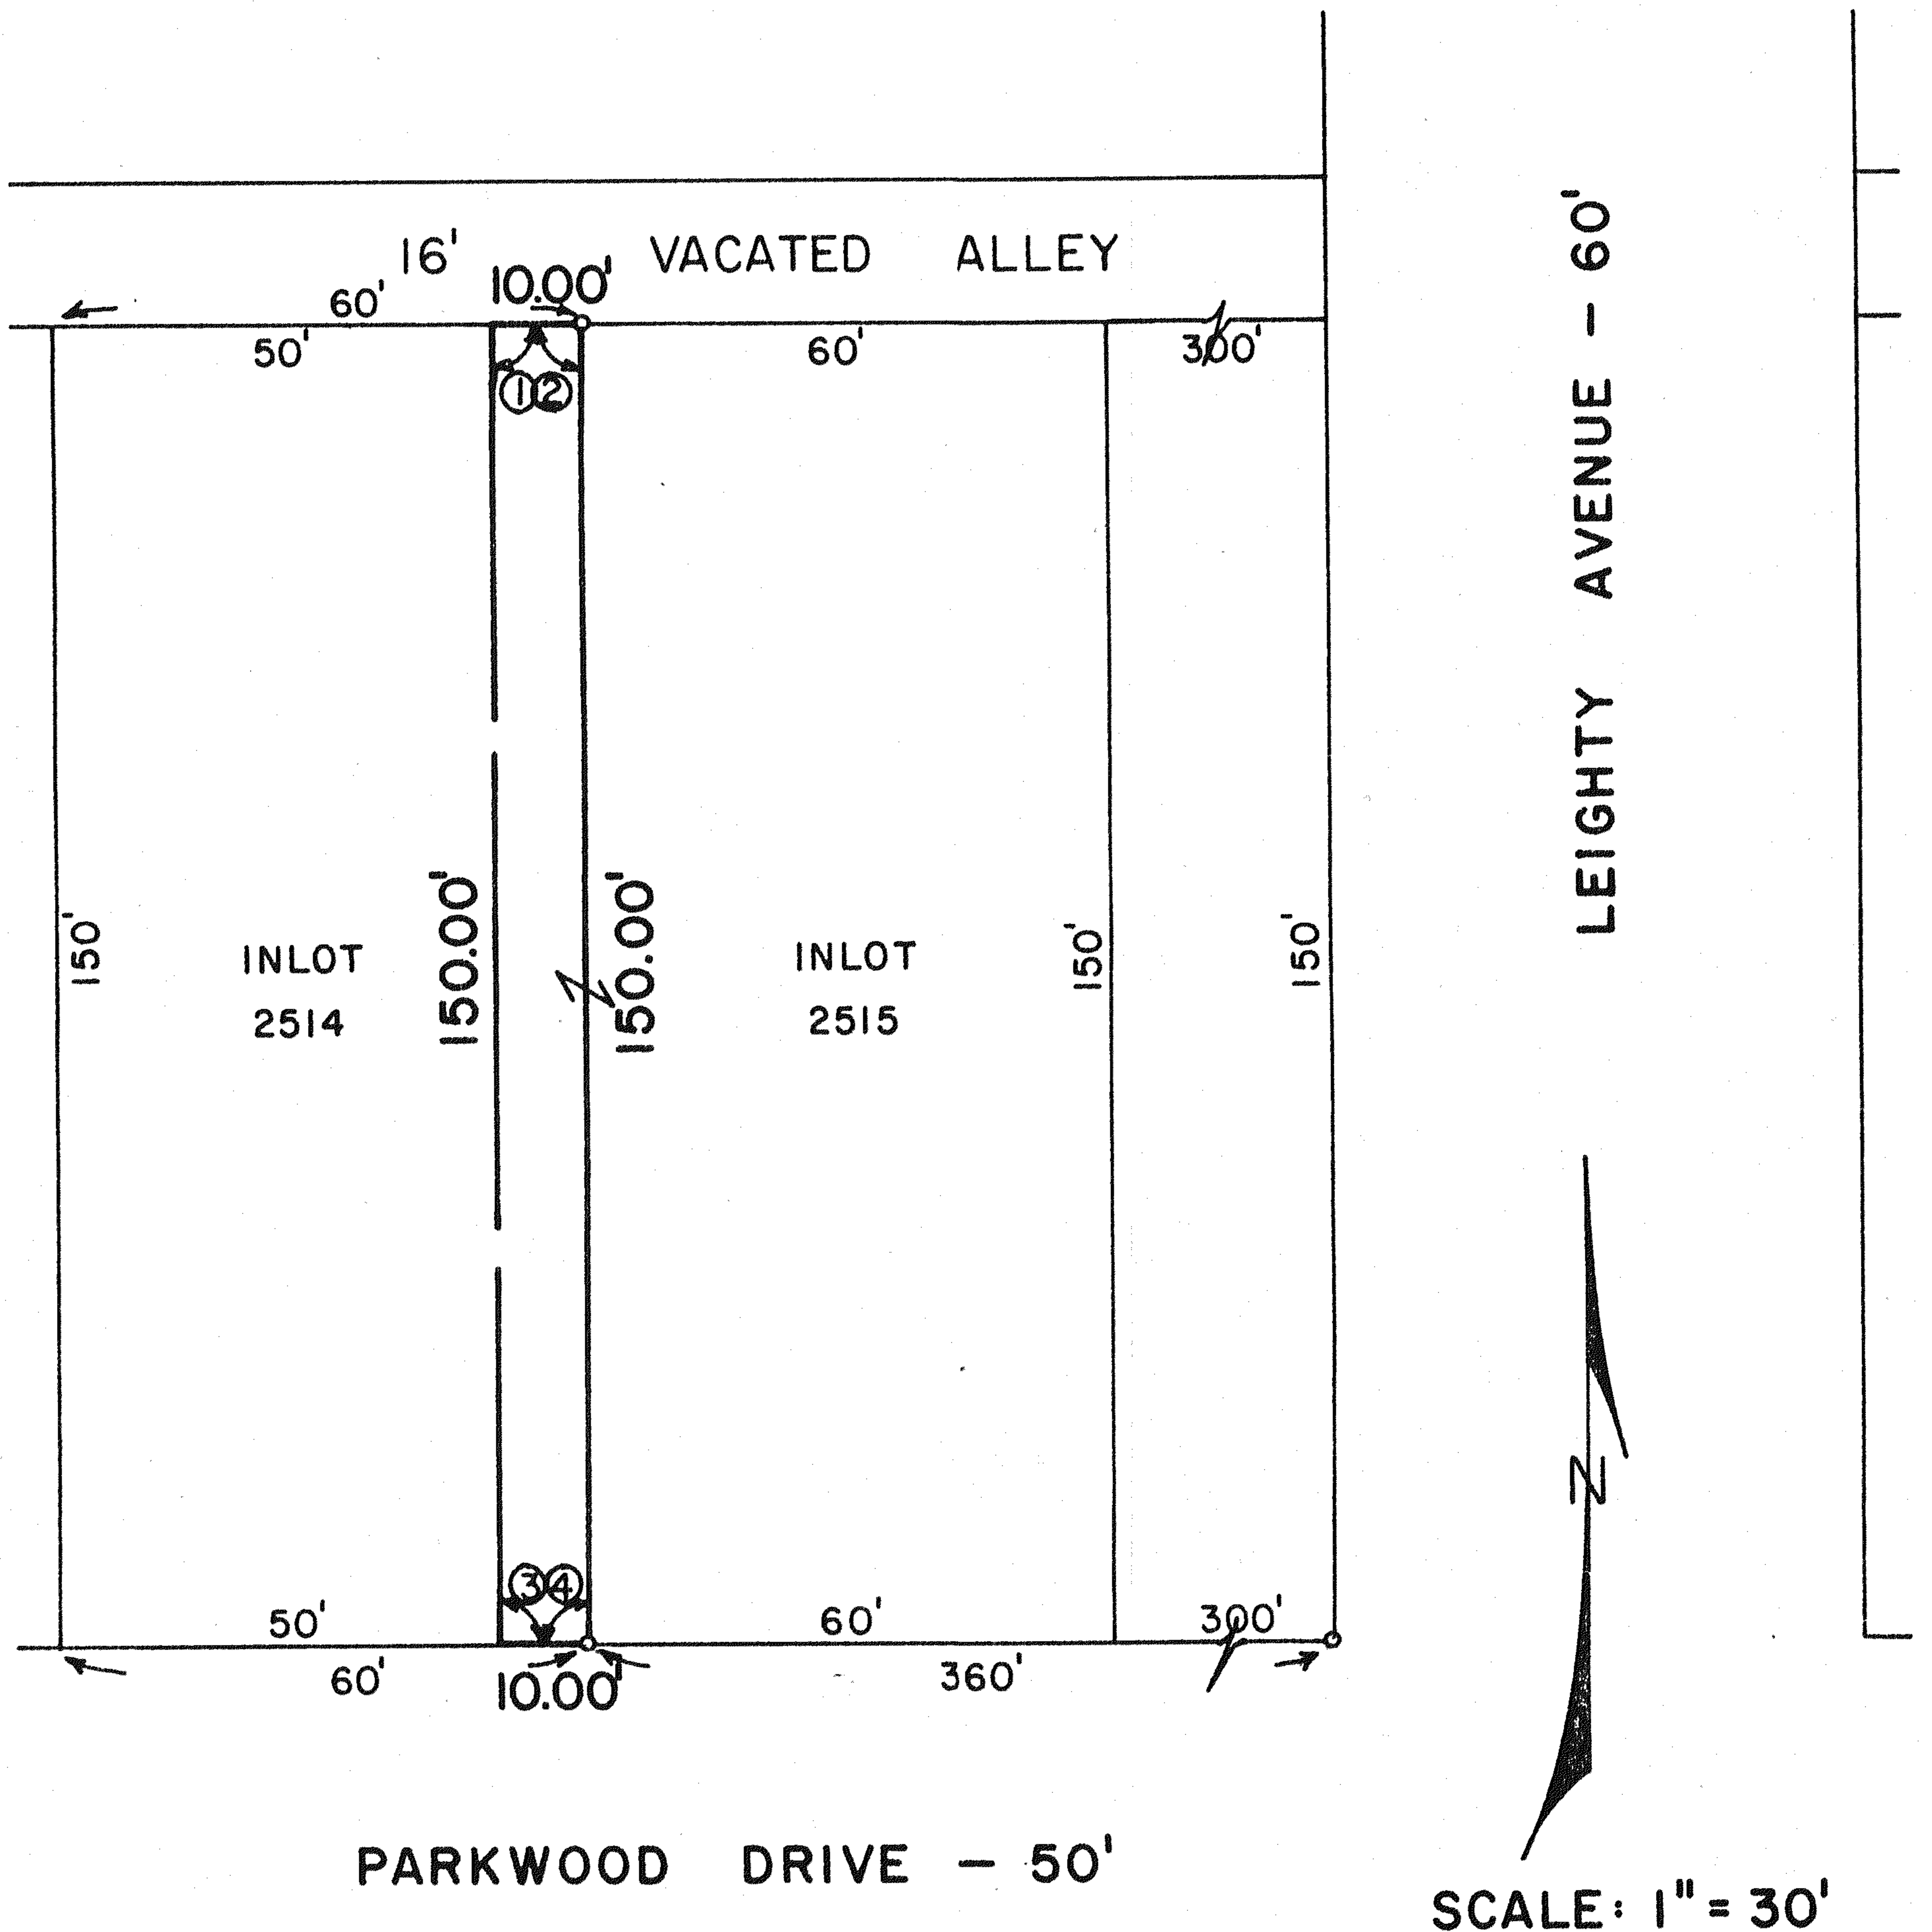 16' VACATED ALLEY
10.00'
60'
50'
60'
300'
1 2
LEIGHTY AVENUE - 60'
150'
INLOT
2514
150.00'
150.00'
INLOT
2515
150'
150'
N
3 4
50'
60'
300'
60'
10.00'
360'
PARKWOOD DRIVE - 50'
SCALE: 1" = 30'